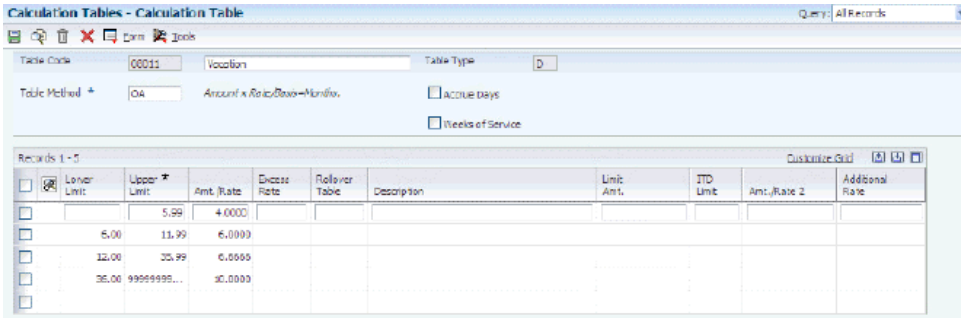 Calculation Tables - Calculation Table
Query: All Records
Form Tools
Table Code 00011 Vacation Table Type D
Table Method * OA Amount x Rate/Basis=Months. Accrue Days
Weeks of Service
Records 1 - 5 Customize Grid
Lower Limit Upper * Limit Amt./Rate Excess Rate Rollover Table Description Limit Amt. ITD Limit Amt./Rate 2 Additional Rate
5.99 4.0000
6.00 11.99 6.0000
12.00 35.99 6.6666
36.00 99999999... 10.0000